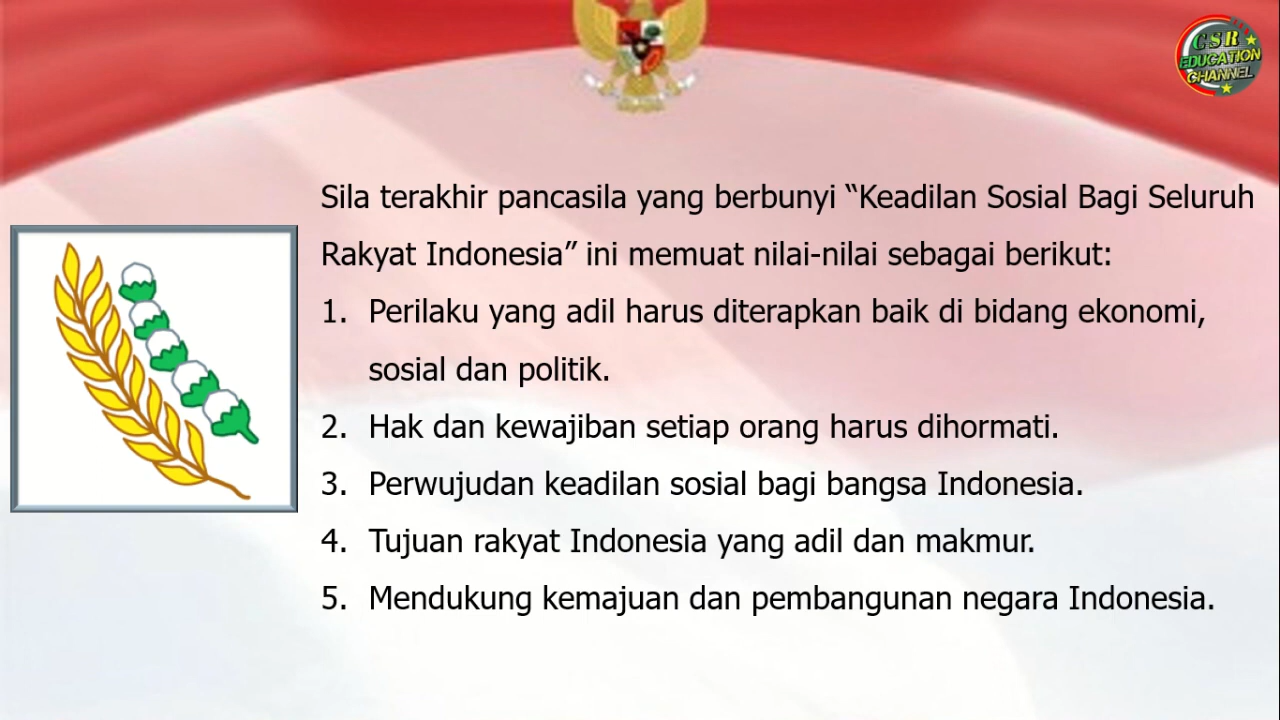 GSR
EDUCATION
CHANNEL
Sila terakhir pancasila yang berbunyi “Keadilan Sosial Bagi Seluruh
Rakyat Indonesia” ini memuat nilai-nilai sebagai berikut:
1. Perilaku yang adil harus diterapkan baik di bidang ekonomi,
sosial dan politik.
2. Hak dan kewajiban setiap orang harus dihormati.
3. Perwujudan keadilan sosial bagi bangsa Indonesia.
4. Tujuan rakyat Indonesia yang adil dan makmur.
5. Mendukung kemajuan dan pembangunan negara Indonesia.